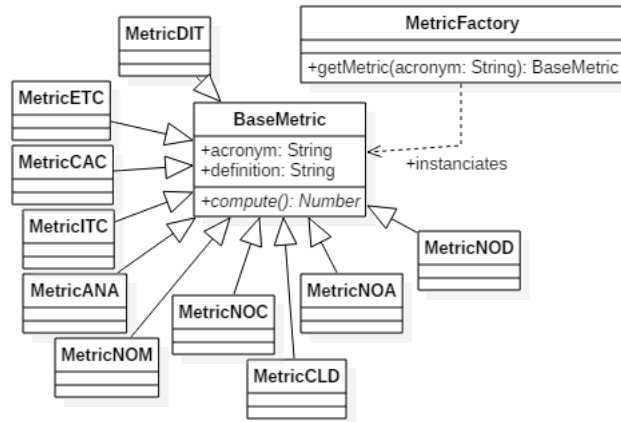 MetricDIT
MetricFactory
+getMetric(acronym: String): BaseMetric
MetricETC
BaseMetric
+acronym: String
+definition: String
+compute(): Number
+instanciates
MetricCAC
MetricITC
MetricANA
MetricNOM
MetricNOC
MetricCLD
MetricNOA
MetricNOD